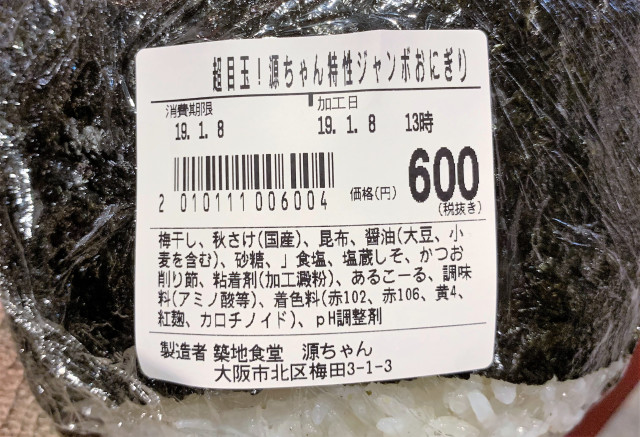 超目玉！源ちゃん特性ジャンボおにぎり
消費期限 加工日
19.1.8 19.1.8 13時
2 010111 006004 価格(円) 600
(税抜き)
梅干し、秋さけ(国産)、昆布、醤油(大豆、小
麦を含む)、砂糖、」食塩、塩蔵しそ、かつお
削り節、粘着剤(加工澱粉)、あるこーる、調味
料(アミノ酸等)、着色料(赤102、赤106、黄4、
紅麹、カロチノイド)、pH調整剤
製造者 築地食堂 源ちゃん
大阪市北区梅田3-1-3